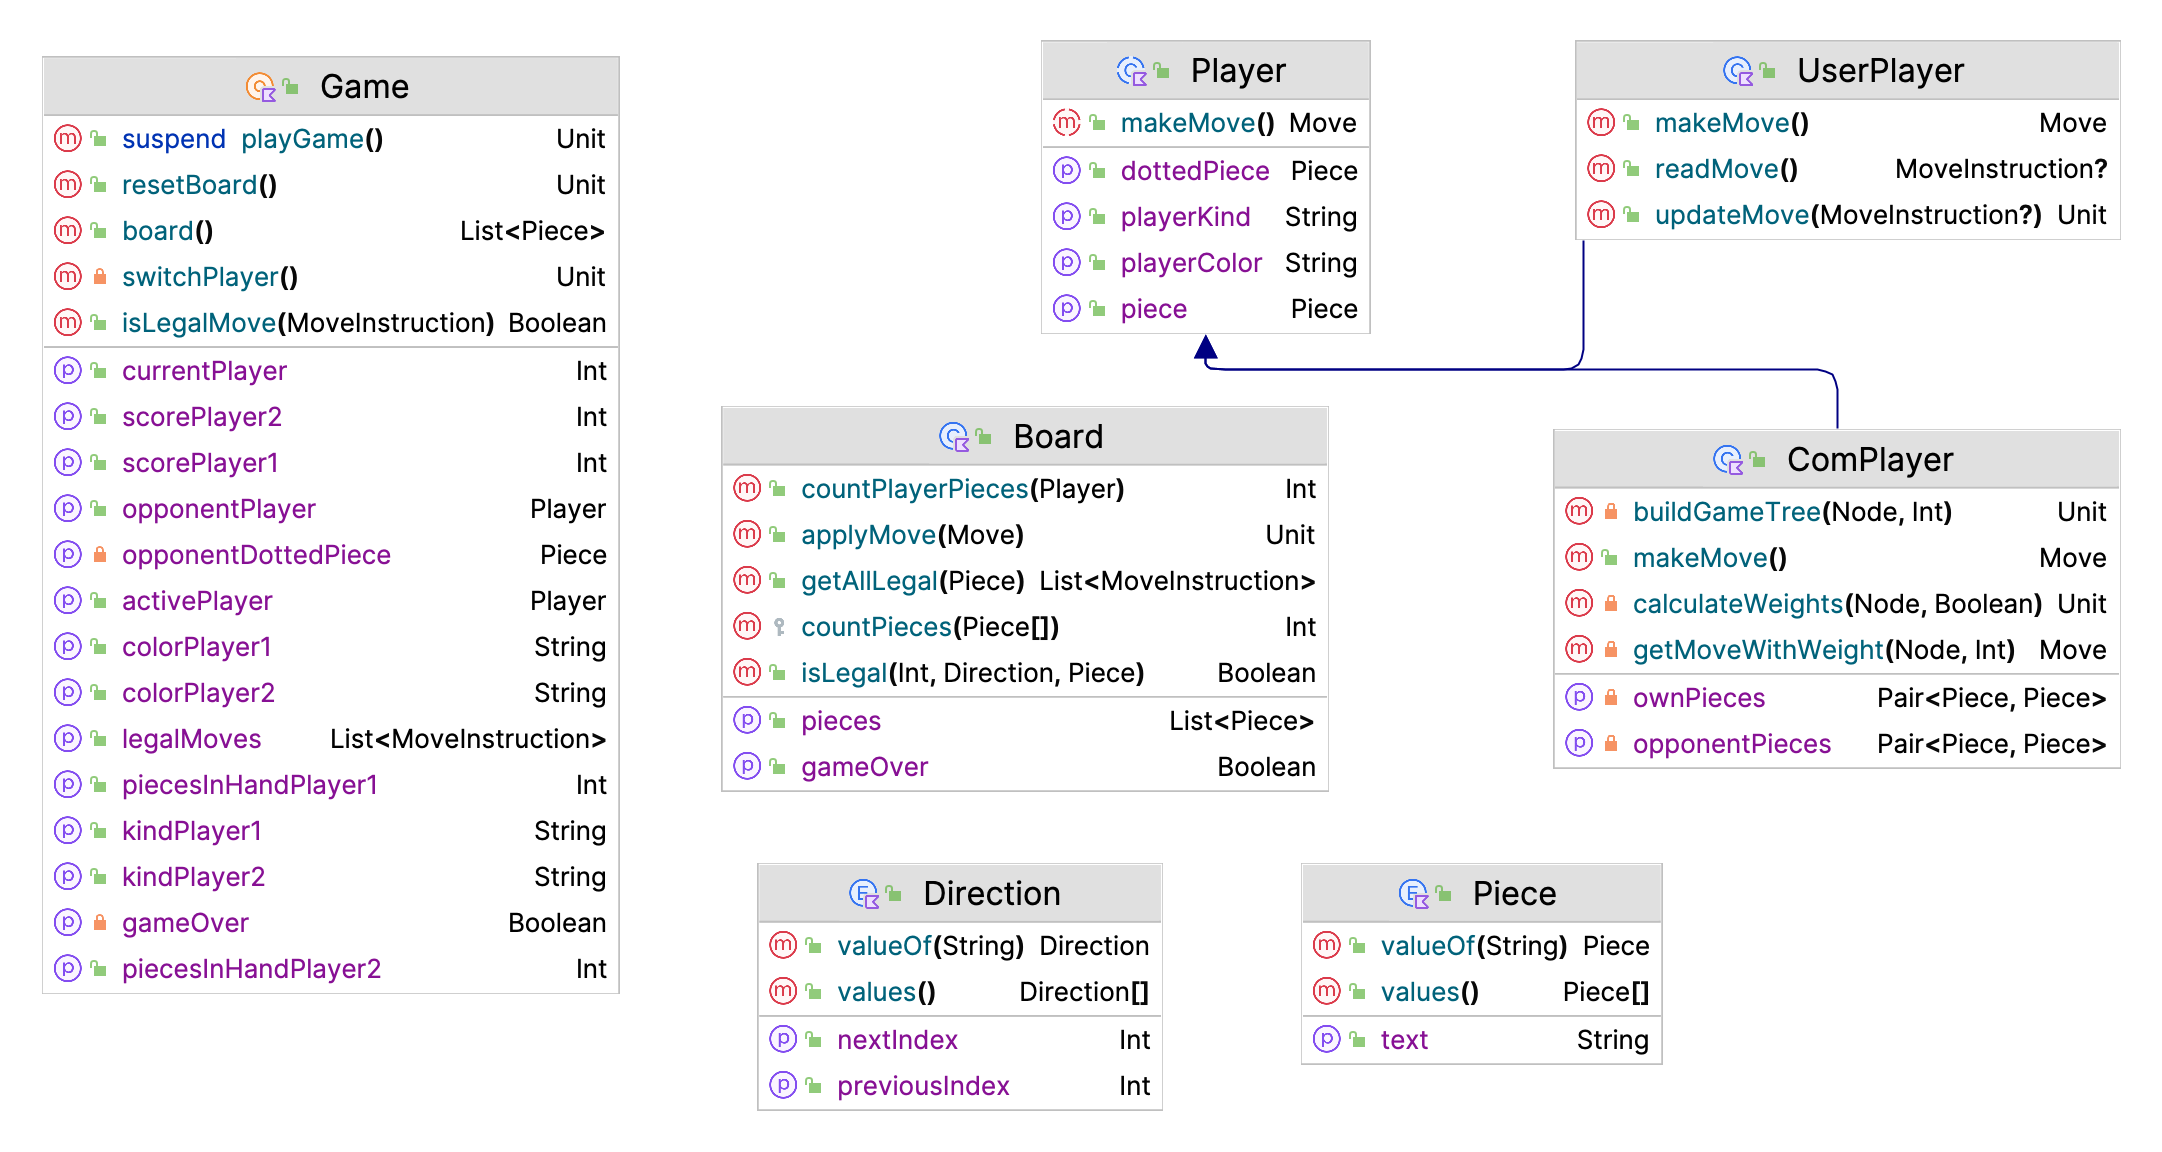 Game
suspend playGame() Unit
resetBoard() Unit
board() List<Piece>
switchPlayer() Unit
isLegalMove(MoveInstruction) Boolean
currentPlayer Int
scorePlayer2 Int
scorePlayer1 Int
opponentPlayer Player
opponentDottedPiece Piece
activePlayer Player
colorPlayer1 String
colorPlayer2 String
legalMoves List<MoveInstruction>
piecesInHandPlayer1 Int
kindPlayer1 String
kindPlayer2 String
gameOver Boolean
piecesInHandPlayer2 Int
Player
makeMove() Move
dottedPiece Piece
playerKind String
playerColor String
piece Piece
UserPlayer
makeMove() Move
readMove() MoveInstruction?
updateMove(MoveInstruction?) Unit
Board
countPlayerPieces(Player) Int
applyMove(Move) Unit
getAllLegal(Piece) List<MoveInstruction>
countPieces(Piece[]) Int
isLegal(Int, Direction, Piece) Boolean
pieces List<Piece>
gameOver Boolean
ComPlayer
buildGameTree(Node, Int) Unit
makeMove() Move
calculateWeights(Node, Boolean) Unit
getMoveWithWeight(Node, Int) Move
ownPieces Pair<Piece, Piece>
opponentPieces Pair<Piece, Piece>
Direction
valueOf(String) Direction
values() Direction[]
nextIndex Int
previousIndex Int
Piece
valueOf(String) Piece
values() Piece[]
text String